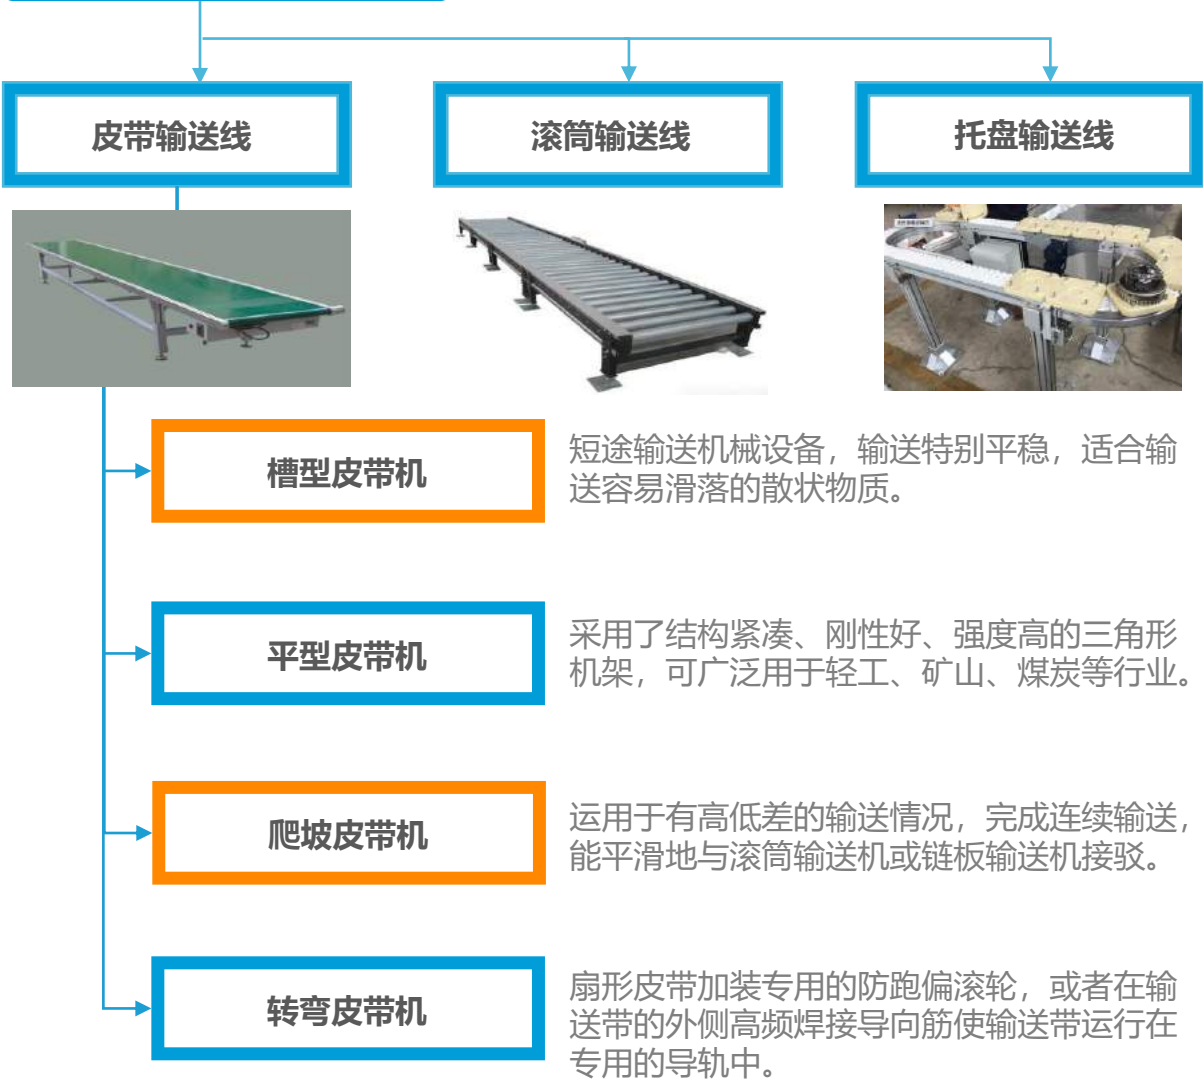 皮带输送线
滚筒输送线
托盘输送线
槽型皮带机
短途输送机械设备，输送特别平稳，适合输
送容易滑落的散状物质。
平型皮带机
采用了结构紧凑、刚性好、强度高的三角形
机架，可广泛用于轻工、矿山、煤炭等行业。
爬坡皮带机
运用于有高低差的输送情况，完成连续输送，
能平滑地与滚筒输送机或链板输送机接驳。
转弯皮带机
扇形皮带加装专用的防跑偏滚轮，或者在输
送带的外侧高频焊接导向筋使输送带运行在
专用的导轨中。